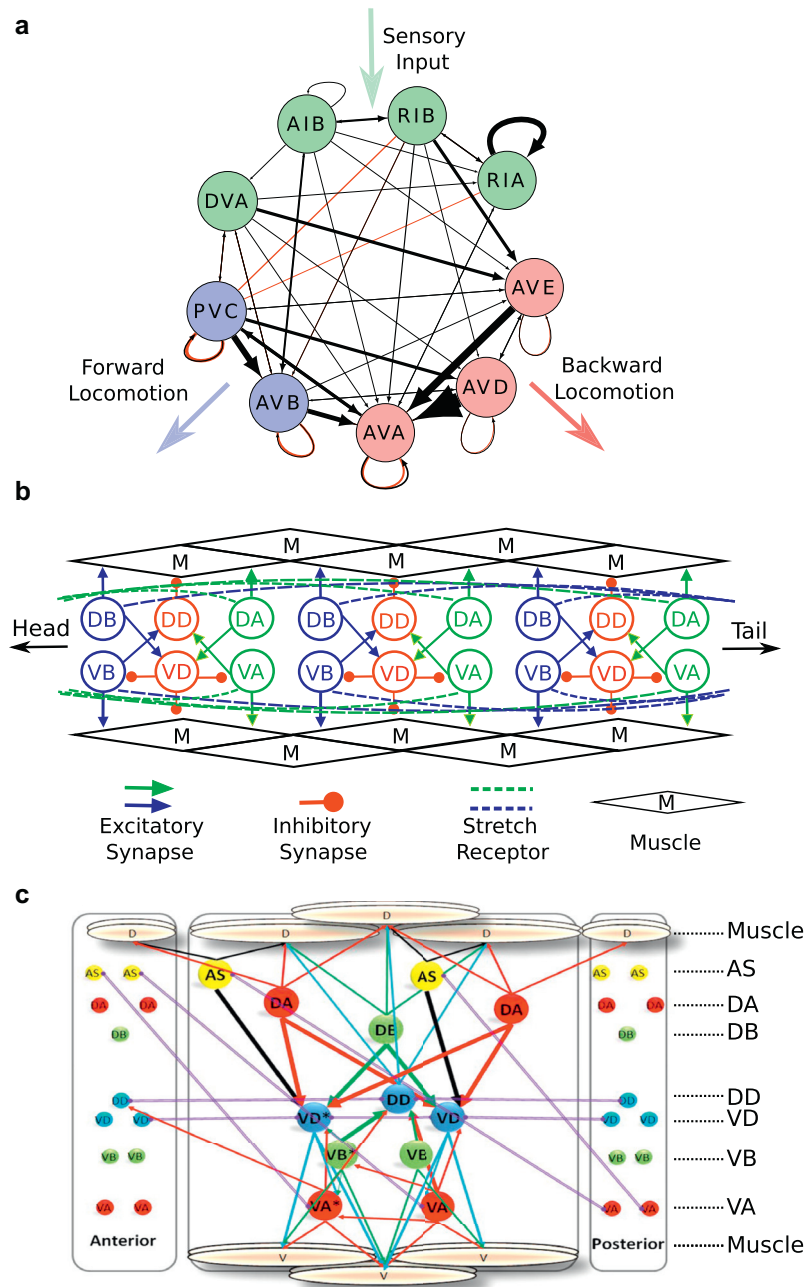 a
Sensory
Input
AIB
RIB
RIA
DVA
AVE
PVC
Forward
Locomotion
Backward
Locomotion
AVD
AVB
AVA
b
M M
M M M
DB DD DA DB DD DA DB DD DA
Head Tail
VB VD VA VB VD VA VB VD VA
M M M
M M
M
Excitatory
Synapse
Inhibitory
Synapse
Stretch
Receptor
Muscle
c
D
D D D D Muscle
AS AS AS AS AS AS AS
DA DA DA DA DA DA DA
DB DB DB DB
DD DD DD DD
VD VD VD* VD VD VD VD
VB VB VB* VB VB VB VB
VA VA VA* VA VA VA VA
Anterior Posterior Muscle
V V
V